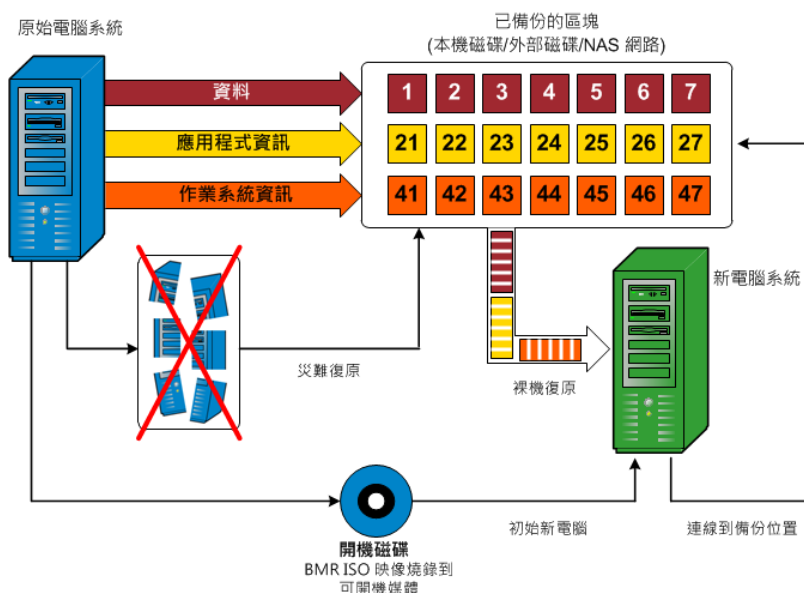 原始電腦系統
已備份的區塊
(本機磁碟/外部磁碟/NAS 網路)
資料
1 2 3 4 5 6 7
應用程式資訊
21 22 23 24 25 26 27
作業系統資訊
41 42 43 44 45 46 47
新電腦系統
災難復原
裸機復原
初始新電腦
連線到備份位置
開機磁碟
BMR ISO 映像燒錄到
可開機媒體